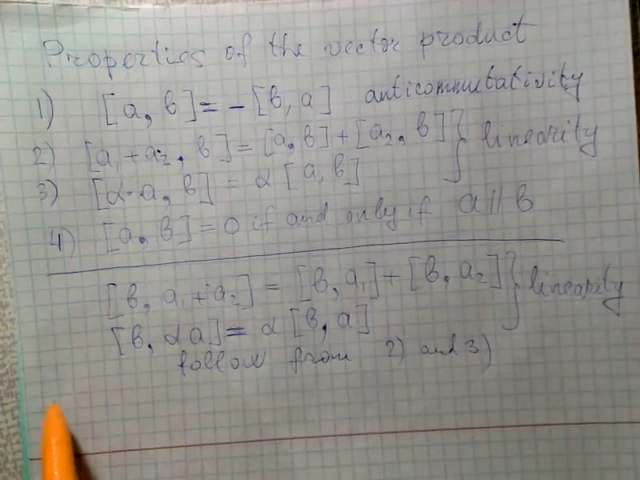 Properties of the vector product
1) [a, b] = - [b, a] anticommutativity
2) [a₁ + a₂, b] = [a, b] + [a₂, b] } linearity
3) [α · a, b] = α [a, b]
4) [a, b] = 0 if and only if a || b
[b, a₁ + a₂] = [b, a₁] + [b, a₂] } linearity
[b, αa] = α [b, a]
follow from 2) and 3)